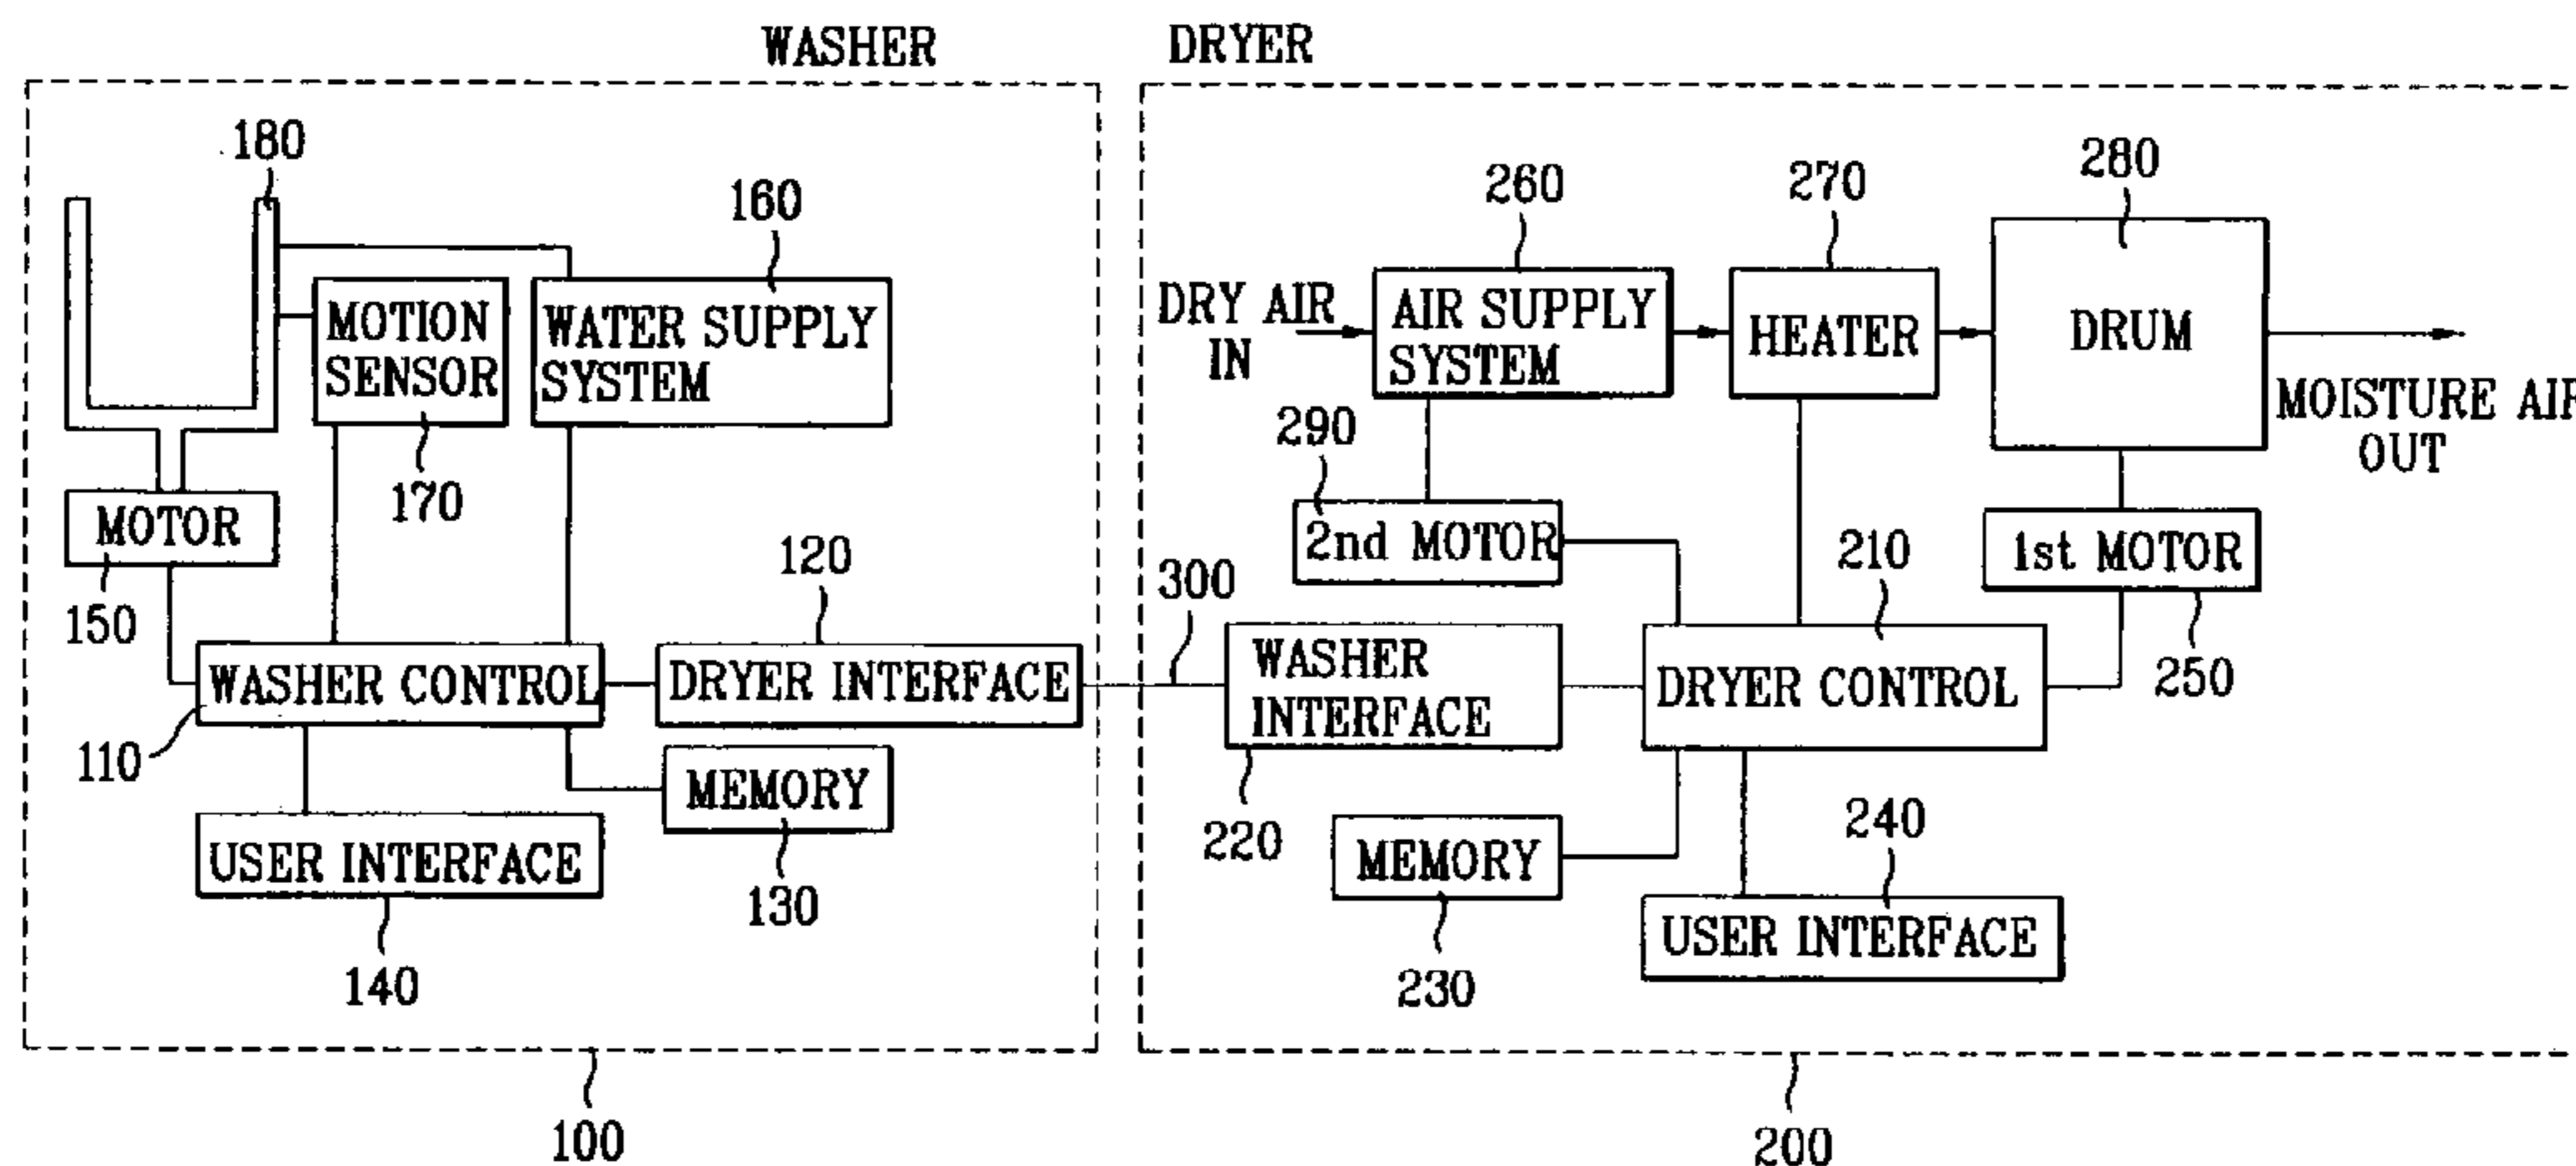 WASHER
DRYER
180
160
MOTION
SENSOR
WATER SUPPLY
SYSTEM
170
MOTOR
150
120
WASHER CONTROL
DRYER INTERFACE
110
MEMORY
130
USER INTERFACE
140
100
300
260
270
280
DRY AIR
IN
AIR SUPPLY
SYSTEM
HEATER
DRUM
MOISTURE AIR
OUT
290
2nd MOTOR
210
1st MOTOR
250
WASHER
INTERFACE
220
DRYER CONTROL
MEMORY
230
240
USER INTERFACE
200